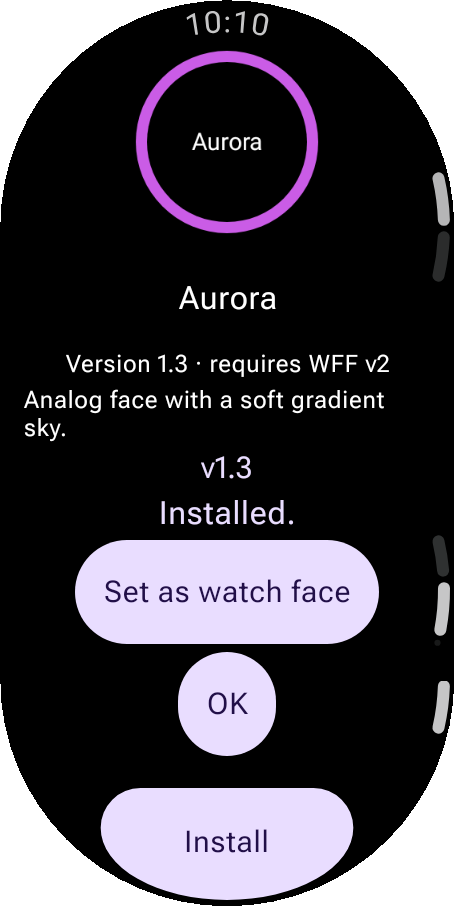 10:10
Aurora
Aurora
Version 1.3 · requires WFF v2
Analog face with a soft gradient
sky.
v1.3
Installed.
Set as watch face
OK
Install